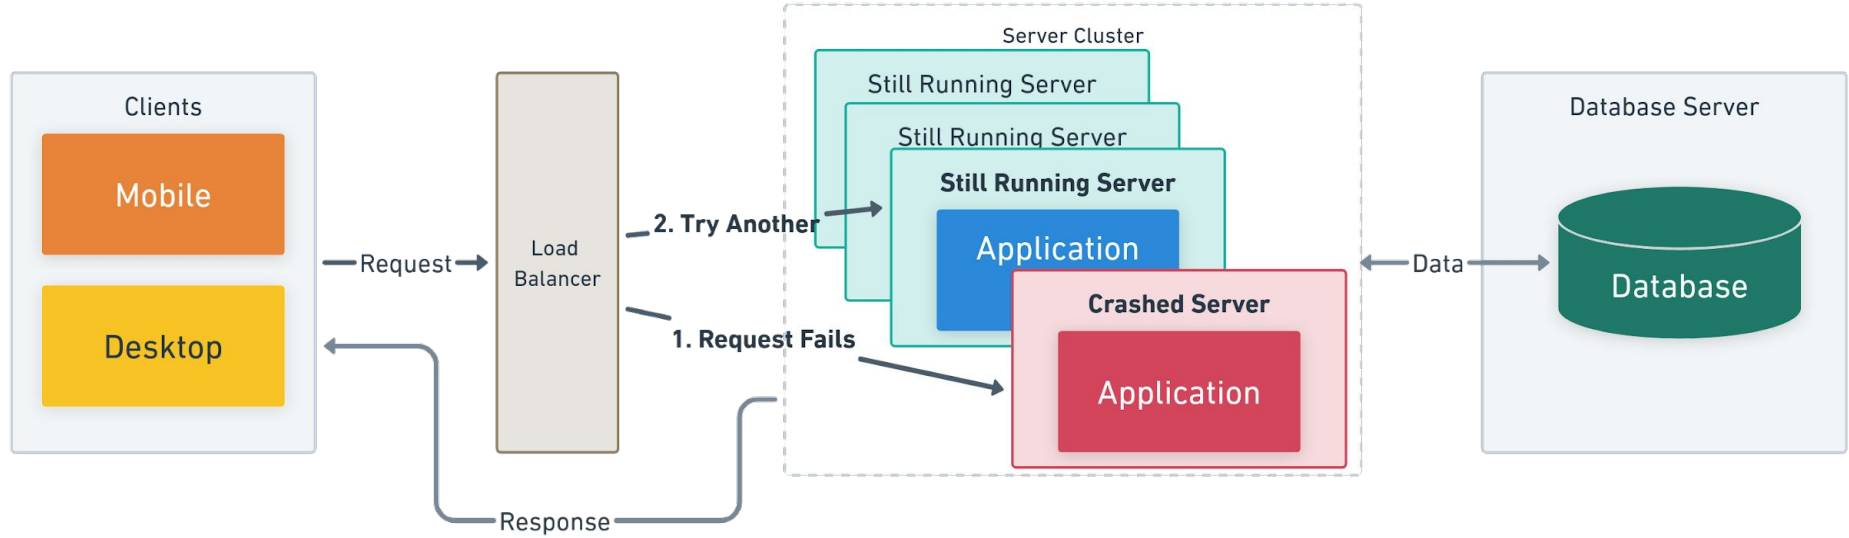 Server Cluster
Clients
Mobile
Desktop
Request
Load
Balancer
2. Try Another
1. Request Fails
Still Running Server
Still Running Server
Still Running Server
Application
Crashed Server
Application
Data
Database Server
Database
Response